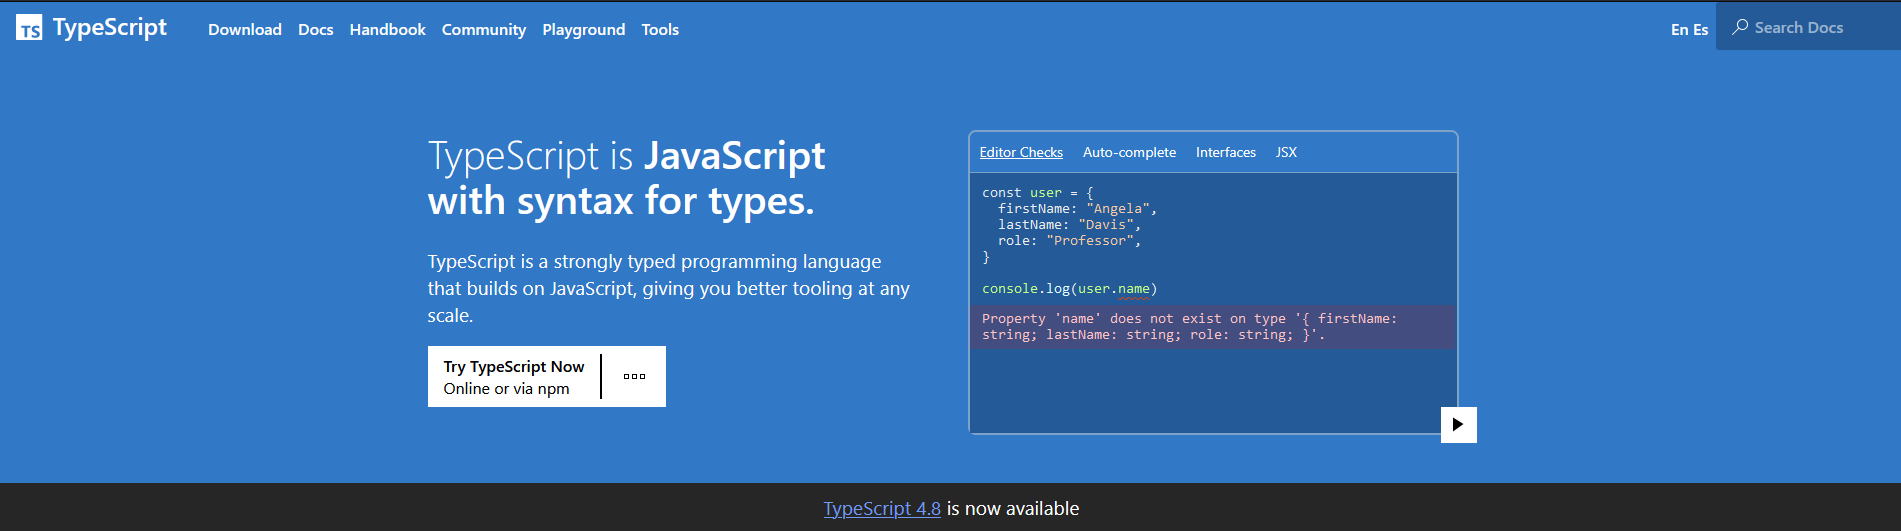 TS TypeScript Download Docs Handbook Community Playground Tools En Es Search Docs
TypeScript is JavaScript
with syntax for types.
TypeScript is a strongly typed programming language
that builds on JavaScript, giving you better tooling at any
scale.
Try TypeScript Now
Online or via npm
Editor Checks Auto-complete Interfaces JSX
const user = {
  firstName: "Angela",
  lastName: "Davis",
  role: "Professor",
}
console.log(user.name)
Property 'name' does not exist on type '{ firstName:
string; lastName: string; role: string; }'.
TypeScript 4.8 is now available